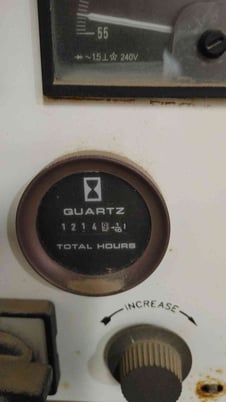 55
~1.5 240V
QUARTZ
1214
TOTAL HOURS
INCREASE